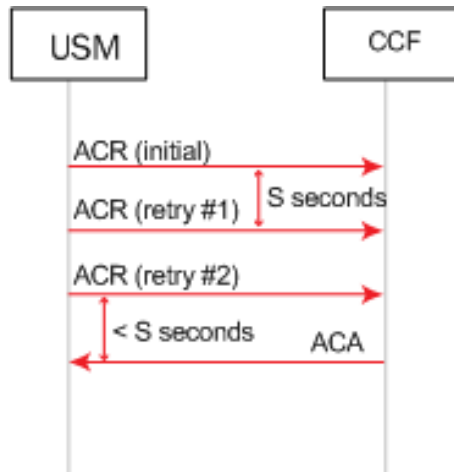 USM
CCF
ACR (initial)
S seconds
ACR (retry #1)
ACR (retry #2)
< S seconds
ACA